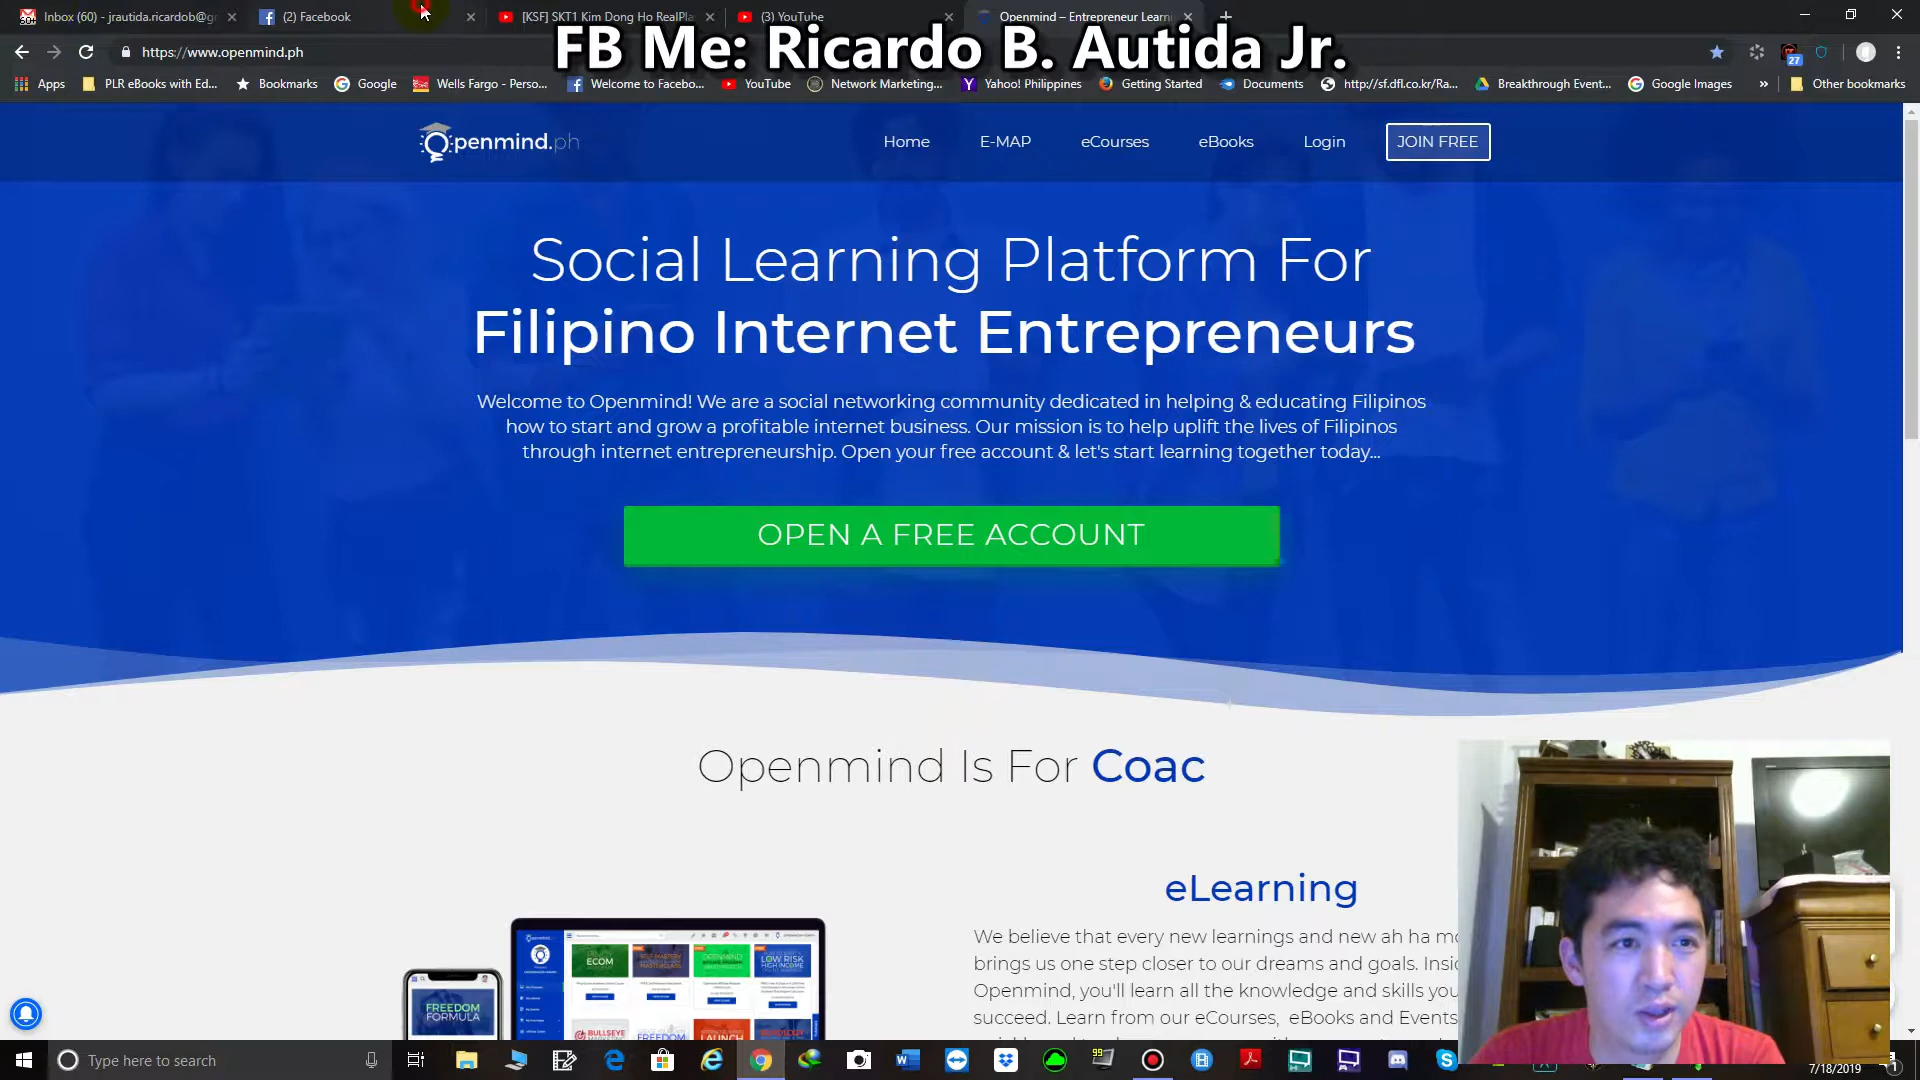 Inbox (60) - jrautida.ricardob@gr
(2) Facebook
[KSF] SKT1 Kim Dong Ho RealPla
(3) YouTube
Openmind – Entrepreneur Learni
https://www.openmind.ph
FB Me: Ricardo B. Autida Jr.
27
Apps
PLR eBooks with Ed...
Bookmarks
Google
Wells Fargo - Perso...
Welcome to Facebo...
YouTube
Network Marketing...
Yahoo! Philippines
Getting Started
Documents
http://sf.dfl.co.kr/Ra...
Breakthrough Event...
Google Images
»
Other bookmarks
Openmind.ph
Home
E-MAP
eCourses
eBooks
Login
JOIN FREE
Social Learning Platform For
Filipino Internet Entrepreneurs
Welcome to Openmind! We are a social networking community dedicated in helping & educating Filipinos
how to start and grow a profitable internet business. Our mission is to help uplift the lives of Filipinos
through internet entrepreneurship. Open your free account & let's start learning together today...
OPEN A FREE ACCOUNT
Openmind Is For Coac
eLearning
We believe that every new learnings and new ah ha mo
brings us one step closer to our dreams and goals. Insid
Openmind, you'll learn all the knowledge and skills you
succeed. Learn from our eCourses, eBooks and Events
ECOM
LOW RISK
HIGH INCOME
FREEDOM
FORMULA
BULLSEYE
LAUNCH
Type here to search
7/18/2019